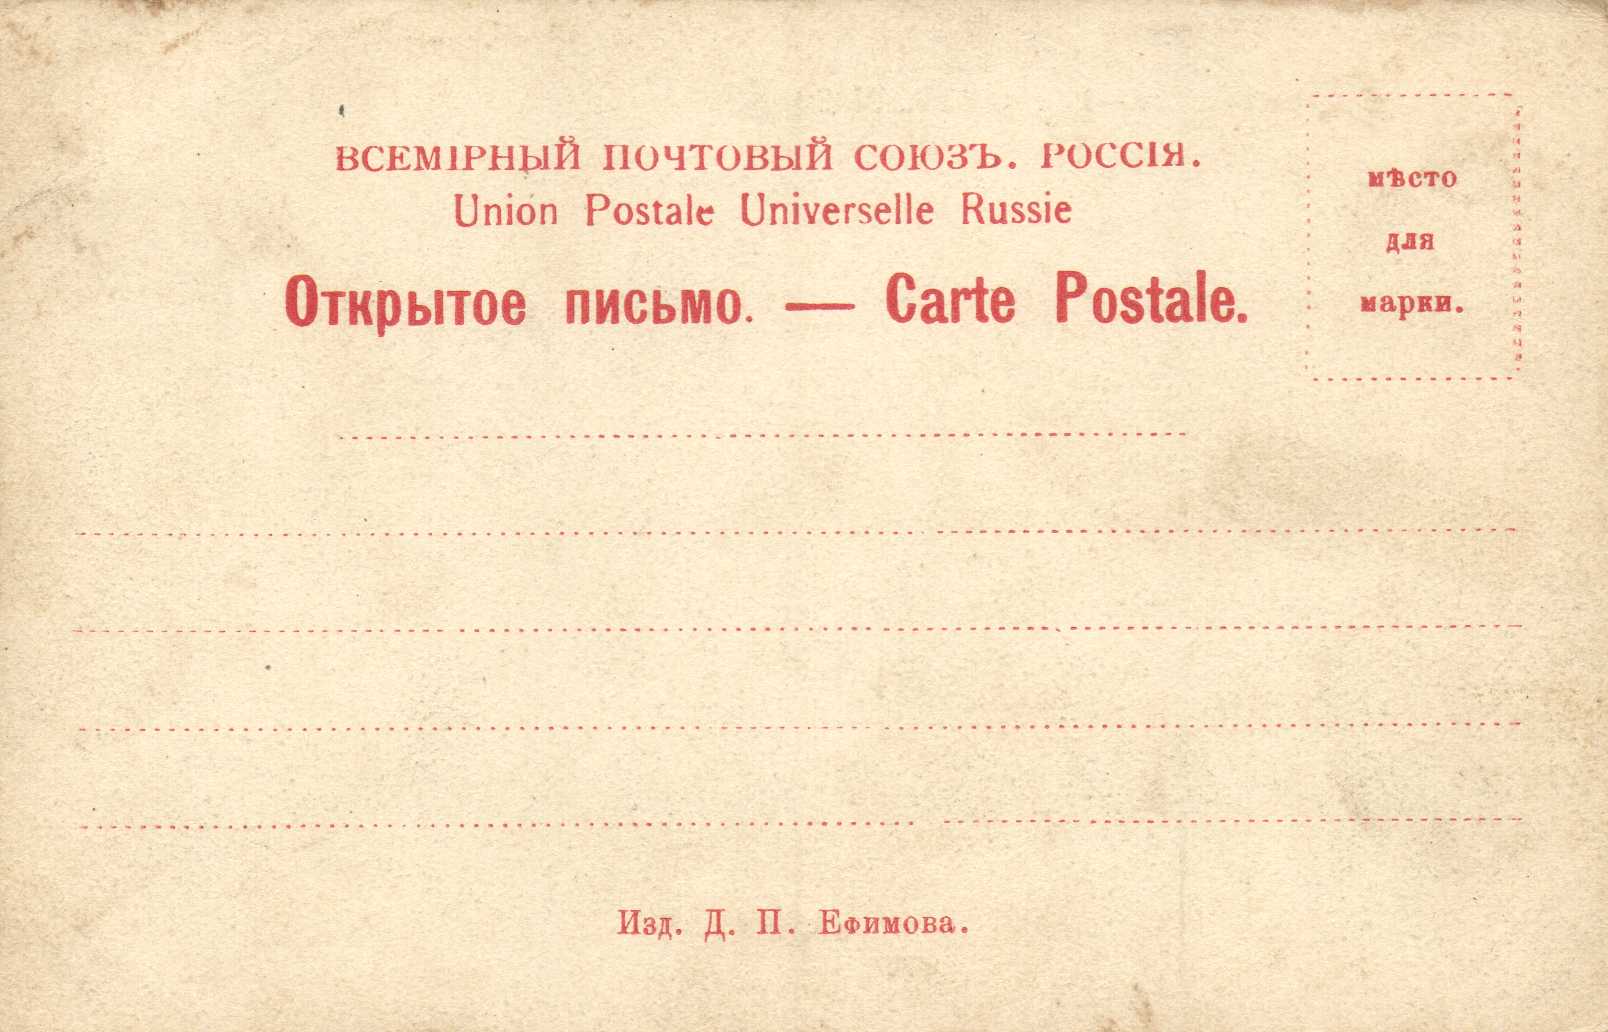 ВСЕМІРНЫЙ ПОЧТОВЫЙ СОЮЗЪ. РОССІЯ.
Union Postale Universelle Russie
Открытое письмо. — Carte Postale.
мѣсто
для
марки.
Изд. Д. П. Ефимова.